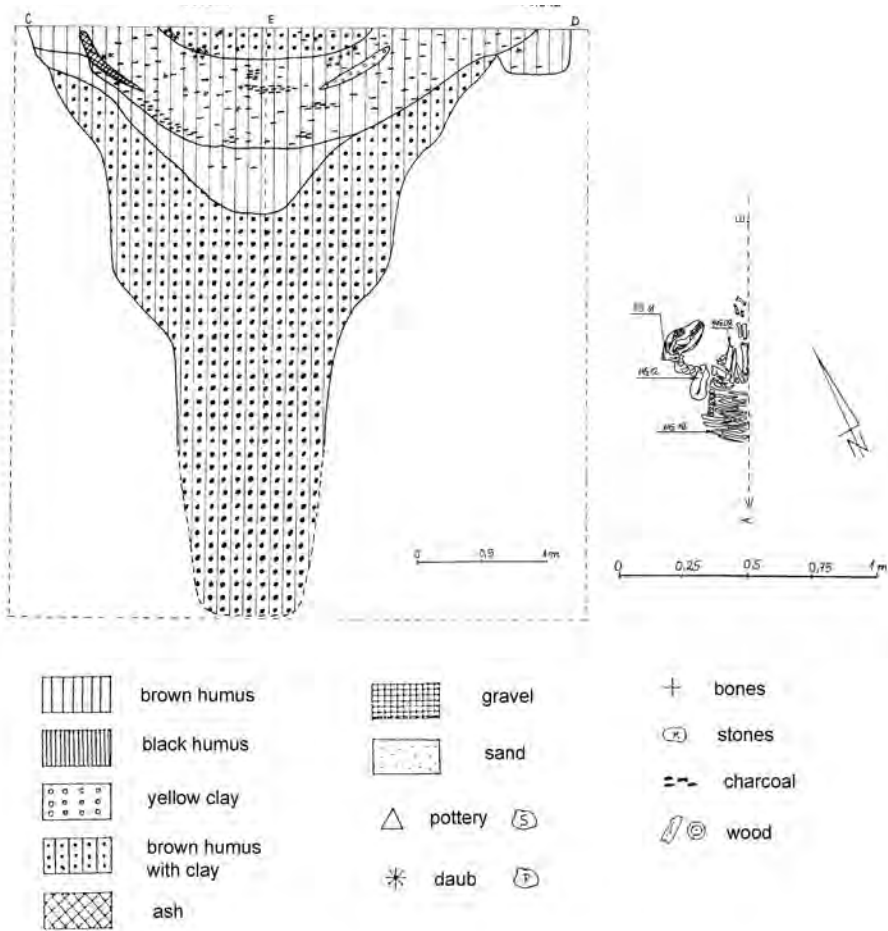 C E D
0 0,5 1m
E
A
0 0,25 0,5 0,75 1m
N
brown humus
black humus
yellow clay
brown humus
with clay
ash
gravel
sand
pottery S
daub P
bones
stones
charcoal
wood